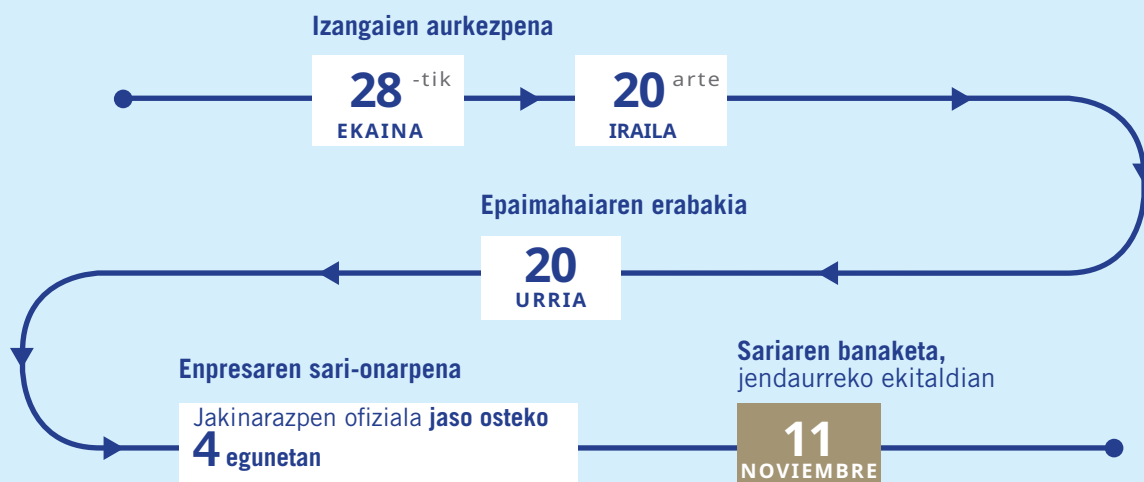 Izangaien aurkezpena
28 -tik
EKAINA
20 arte
IRAILA
Epaimahaiaren erabakia
20
URRIA
Enpresaren sari-onarpena
Jakinarazpen ofiziala jaso osteko
4 egunetan
Sariaren banaketa,
jendaurreko ekitaldian
11
NOVIEMBRE